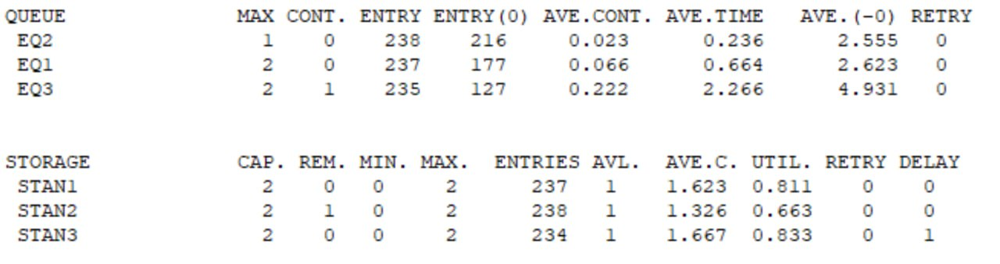 QUEUE MAX CONT. ENTRY ENTRY(0) AVE.CONT. AVE.TIME AVE.(-0) RETRY
EQ2 1 0 238 216 0.023 0.236 2.555 0
EQ1 2 0 237 177 0.066 0.664 2.623 0
EQ3 2 1 235 127 0.222 2.266 4.931 0
STORAGE CAP. REM. MIN. MAX. ENTRIES AVL. AVE.C. UTIL. RETRY DELAY
STAN1 2 0 0 2 237 1 1.623 0.811 0 0
STAN2 2 1 0 2 238 1 1.326 0.663 0 0
STAN3 2 0 0 2 234 1 1.667 0.833 0 1